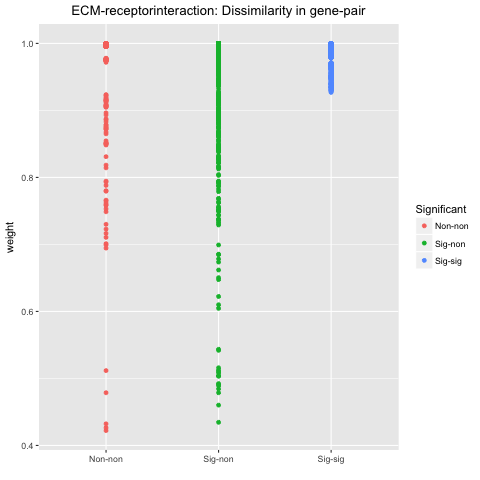 ECM-receptorinteraction: Dissimilarity in gene-pair
1.0
0.8
0.6
0.4
weight
Non-non
Sig-non
Sig-sig
Significant
Non-non
Sig-non
Sig-sig